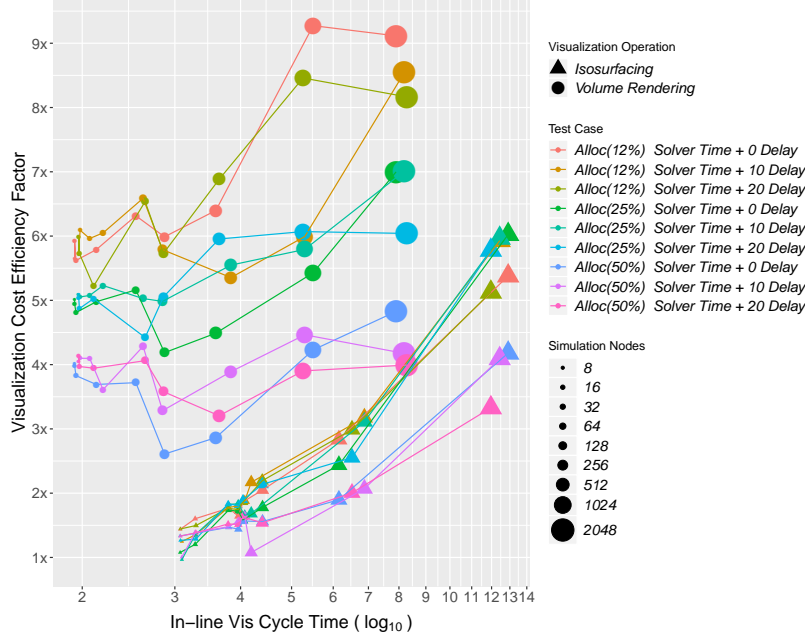 Visualization Cost Efficiency Factor
9x
8x
7x
6x
5x
4x
3x
2x
1x
2 3 4 5 6 7 8 9 10 11 12 13 14
In-line Vis Cycle Time ( log10 )
Visualization Operation
Isosurfacing
Volume Rendering
Test Case
Alloc(12%) Solver Time + 0 Delay
Alloc(12%) Solver Time + 10 Delay
Alloc(12%) Solver Time + 20 Delay
Alloc(25%) Solver Time + 0 Delay
Alloc(25%) Solver Time + 10 Delay
Alloc(25%) Solver Time + 20 Delay
Alloc(50%) Solver Time + 0 Delay
Alloc(50%) Solver Time + 10 Delay
Alloc(50%) Solver Time + 20 Delay
Simulation Nodes
8
16
32
64
128
256
512
1024
2048